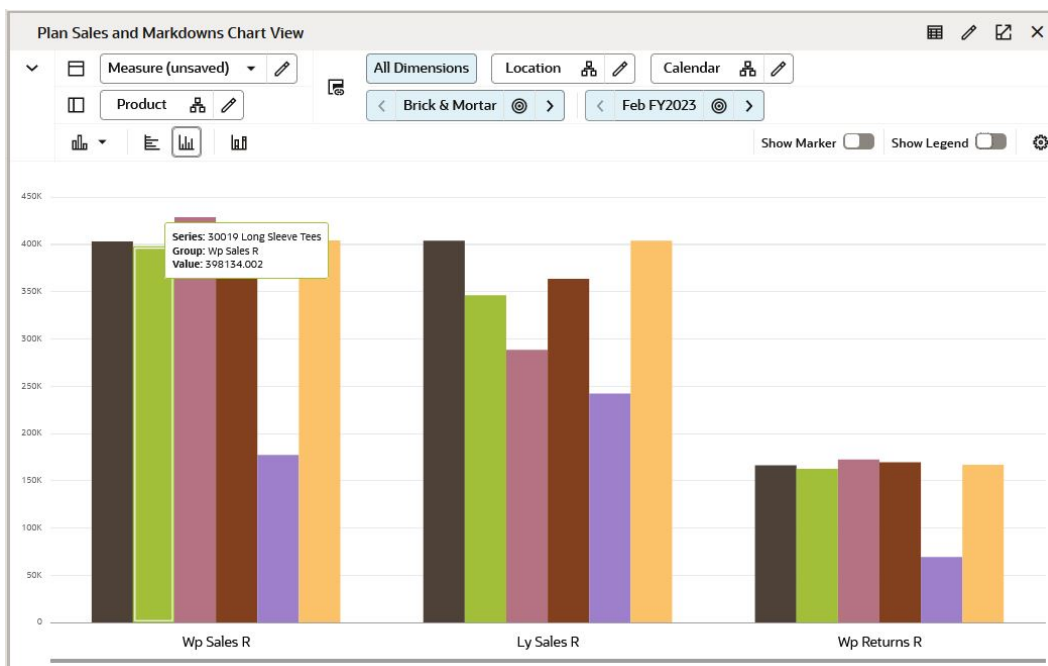 Plan Sales and Markdowns Chart View
Measure (unsaved)
All Dimensions
Location
Calendar
Product
Brick & Mortar
Feb FY2023
Show Marker
Show Legend
450K
400K
350K
300K
250K
200K
150K
100K
50K
0
Series: 30019 Long Sleeve Tees
Group: Wp Sales R
Value: 398134.002
Wp Sales R
Ly Sales R
Wp Returns R